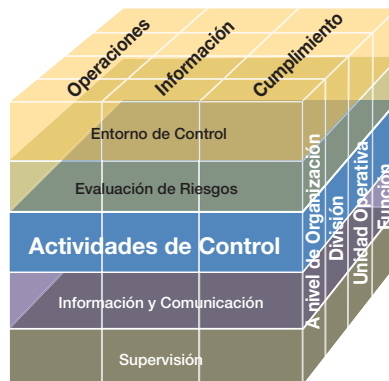 Operaciones
Información
Cumplimiento
Entorno de Control
Evaluación de Riesgos
Actividades de Control
Información y Comunicación
Supervisión
A nivel de Organización
División
Unidad Operativa
Función